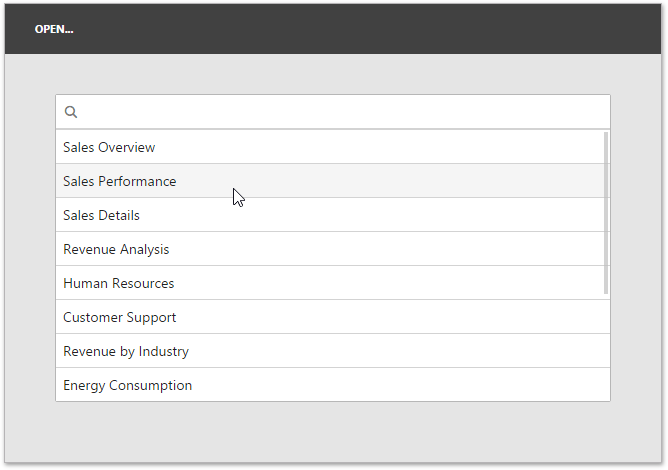 OPEN...
Sales Overview
Sales Performance
Sales Details
Revenue Analysis
Human Resources
Customer Support
Revenue by Industry
Energy Consumption